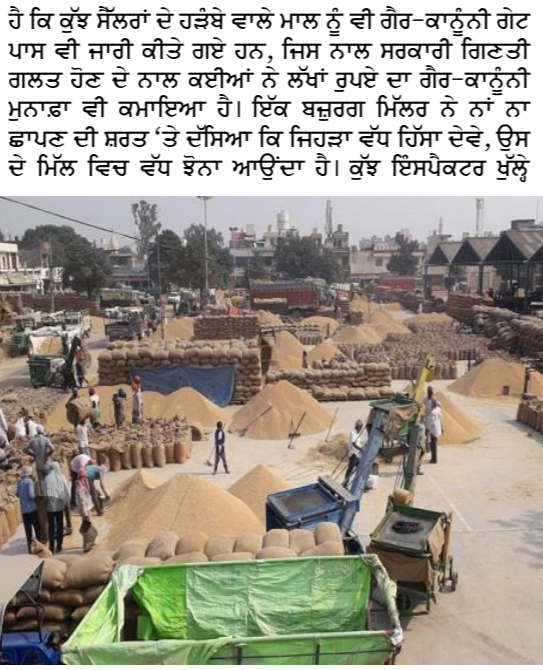 ਹੈ ਕਿ ਕੁੱਝ ਸੈੱਲਰਾਂ ਦੇ ਹੜੰਬੇ ਵਾਲੇ ਮਾਲ ਨੂੰ ਵੀ ਗੈਰ-ਕਾਨੂੰਨੀ ਗੇਟ
ਪਾਸ ਵੀ ਜਾਰੀ ਕੀਤੇ ਗਏ ਹਨ, ਜਿਸ ਨਾਲ ਸਰਕਾਰੀ ਗਿਣਤੀ
ਗਲਤ ਹੋਣ ਦੇ ਨਾਲ ਕਈਆਂ ਨੇ ਲੱਖਾਂ ਰੁਪਏ ਦਾ ਗੈਰ-ਕਾਨੂੰਨੀ
ਮੁਨਾਫ਼ਾ ਵੀ ਕਮਾਇਆ ਹੈ। ਇੱਕ ਬਜ਼ੁਰਗ ਮਿੱਲਰ ਨੇ ਨਾਂ ਨਾ
ਛਾਪਣ ਦੀ ਸ਼ਰਤ ‘ਤੇ ਦੱਸਿਆ ਕਿ ਜਿਹੜਾ ਵੱਧ ਹਿੱਸਾ ਦੇਵੇ, ਉਸ
ਦੇ ਮਿੱਲ ਵਿਚ ਵੱਧ ਝੋਨਾ ਆਉਂਦਾ ਹੈ। ਕੁੱਝ ਇੰਸਪੈਕਟਰ ਖੁੱਲ੍ਹੇ